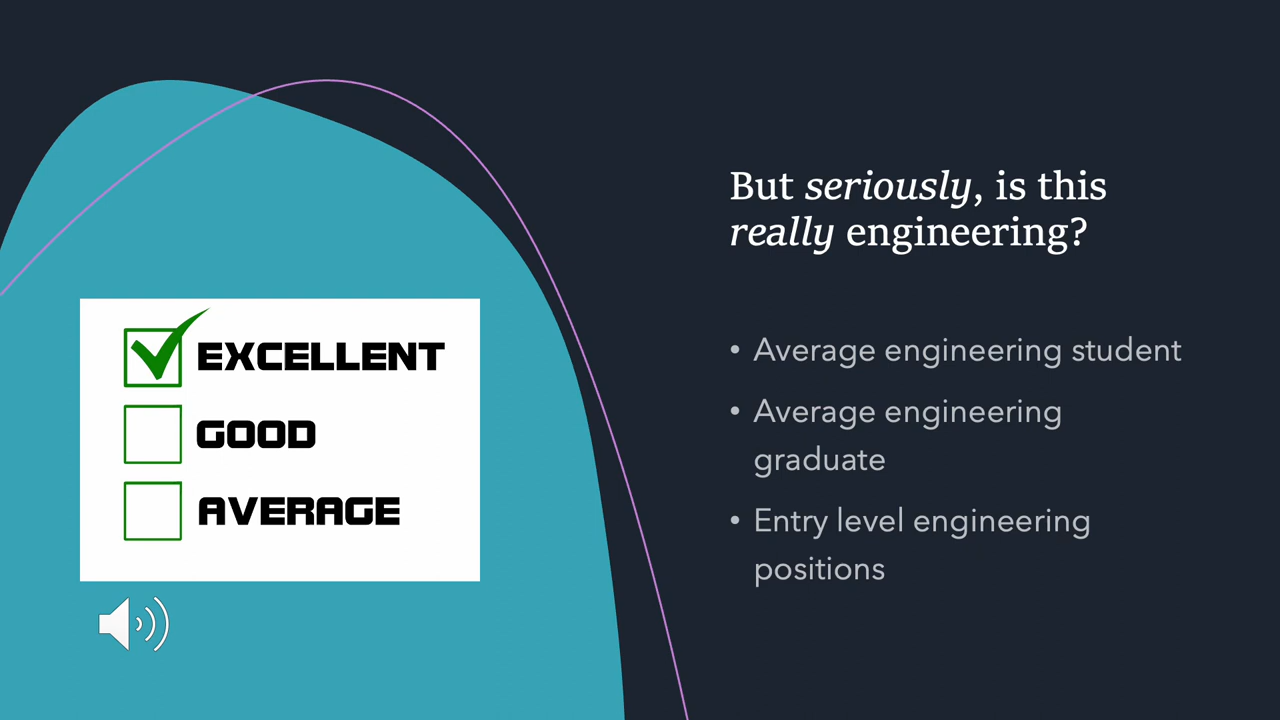 But seriously, is this
really engineering?
• Average engineering student
• Average engineering
graduate
• Entry level engineering
positions
EXCELLENT
GOOD
AVERAGE